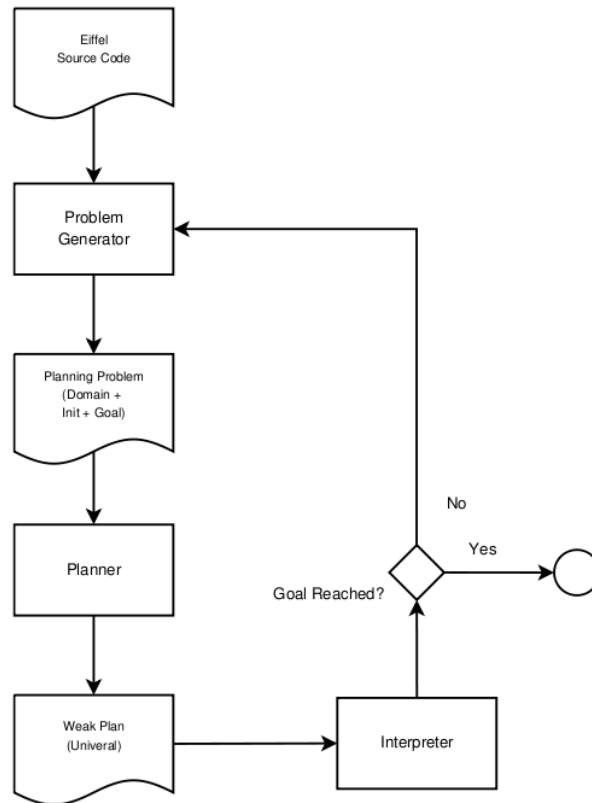 Eiffel
Source Code
Problem
Generator
Planning Problem
(Domain +
Init + Goal)
No
Yes
Planner
Goal Reached?
Weak Plan
(Univeral)
Interpreter